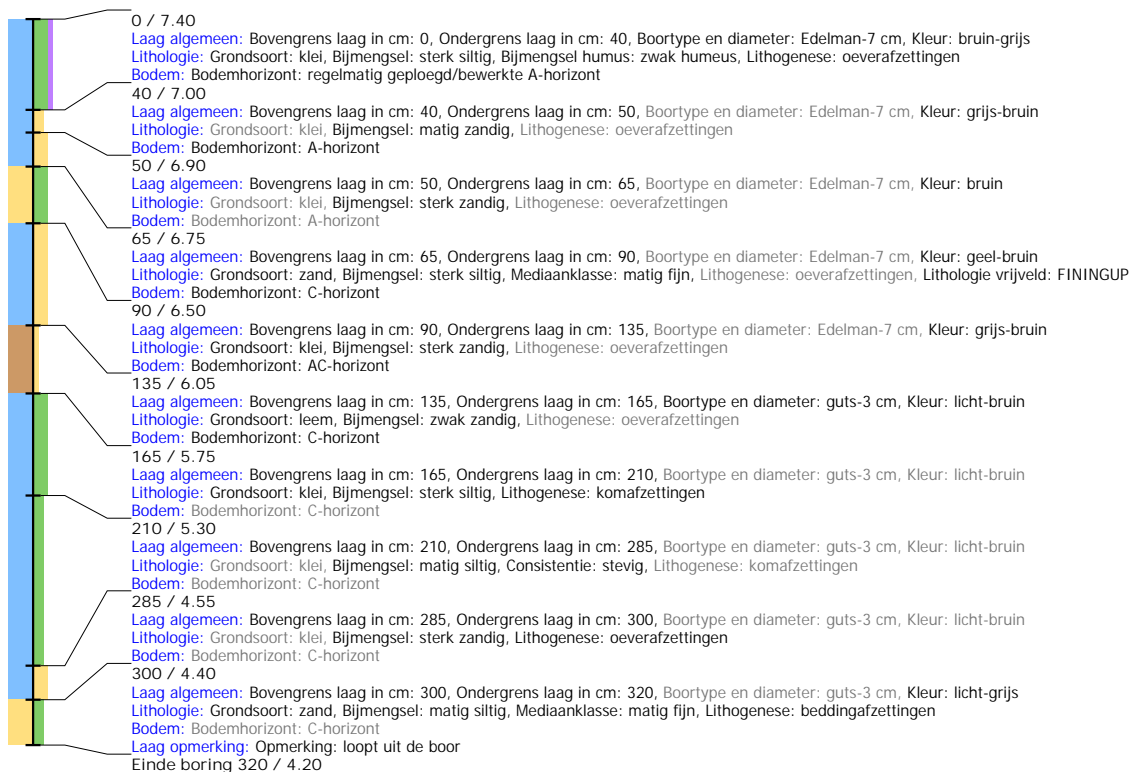 0 / 7.40
Laag algemeen: Bovengrens laag in cm: 0, Ondergrens laag in cm: 40, Boortype en diameter: Edelman-7 cm, Kleur: bruin-grijs
Lithologie: Grondsoort: klei, Bijmengsel: sterk siltig, Bijmengsel humus: zwak humeus, Lithogenese: oeverafzettingen
Bodem: Bodemhorizont: regelmatig geploegd/bewerkte A-horizont
40 / 7.00
Laag algemeen: Bovengrens laag in cm: 40, Ondergrens laag in cm: 50, Boortype en diameter: Edelman-7 cm, Kleur: grijs-bruin
Lithologie: Grondsoort: klei, Bijmengsel: matig zandig, Lithogenese: oeverafzettingen
Bodem: Bodemhorizont: A-horizont
50 / 6.90
Laag algemeen: Bovengrens laag in cm: 50, Ondergrens laag in cm: 65, Boortype en diameter: Edelman-7 cm, Kleur: bruin
Lithologie: Grondsoort: klei, Bijmengsel: sterk zandig, Lithogenese: oeverafzettingen
Bodem: Bodemhorizont: A-horizont
65 / 6.75
Laag algemeen: Bovengrens laag in cm: 65, Ondergrens laag in cm: 90, Boortype en diameter: Edelman-7 cm, Kleur: geel-bruin
Lithologie: Grondsoort: zand, Bijmengsel: sterk siltig, Mediaanklasse: matig fijn, Lithogenese: oeverafzettingen, Lithologie vrijveld: FININGUP
Bodem: Bodemhorizont: C-horizont
90 / 6.50
Laag algemeen: Bovengrens laag in cm: 90, Ondergrens laag in cm: 135, Boortype en diameter: Edelman-7 cm, Kleur: grijs-bruin
Lithologie: Grondsoort: klei, Bijmengsel: sterk zandig, Lithogenese: oeverafzettingen
Bodem: Bodemhorizont: AC-horizont
135 / 6.05
Laag algemeen: Bovengrens laag in cm: 135, Ondergrens laag in cm: 165, Boortype en diameter: guts-3 cm, Kleur: licht-bruin
Lithologie: Grondsoort: leem, Bijmengsel: zwak zandig, Lithogenese: oeverafzettingen
Bodem: Bodemhorizont: C-horizont
165 / 5.75
Laag algemeen: Bovengrens laag in cm: 165, Ondergrens laag in cm: 210, Boortype en diameter: guts-3 cm, Kleur: licht-bruin
Lithologie: Grondsoort: klei, Bijmengsel: sterk siltig, Lithogenese: komafzettingen
Bodem: Bodemhorizont: C-horizont
210 / 5.30
Laag algemeen: Bovengrens laag in cm: 210, Ondergrens laag in cm: 285, Boortype en diameter: guts-3 cm, Kleur: licht-bruin
Lithologie: Grondsoort: klei, Bijmengsel: matig siltig, Consistentie: stevig, Lithogenese: komafzettingen
Bodem: Bodemhorizont: C-horizont
285 / 4.55
Laag algemeen: Bovengrens laag in cm: 285, Ondergrens laag in cm: 300, Boortype en diameter: guts-3 cm, Kleur: licht-bruin
Lithologie: Grondsoort: klei, Bijmengsel: sterk zandig, Lithogenese: oeverafzettingen
Bodem: Bodemhorizont: C-horizont
300 / 4.40
Laag algemeen: Bovengrens laag in cm: 300, Ondergrens laag in cm: 320, Boortype en diameter: guts-3 cm, Kleur: licht-grijs
Lithologie: Grondsoort: zand, Bijmengsel: matig siltig, Mediaanklasse: matig fijn, Lithogenese: beddingafzettingen
Bodem: Bodemhorizont: C-horizont
Laag opmerking: Opmerking: loopt uit de boor
Einde boring 320 / 4.20